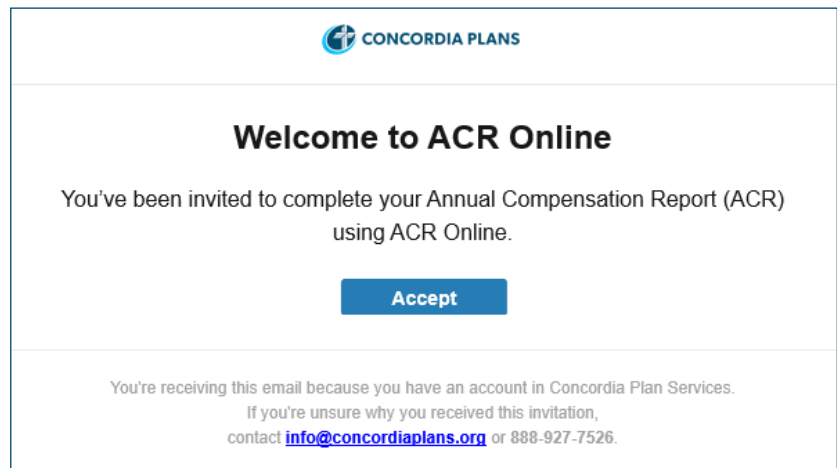 CONCORDIA PLANS
Welcome to ACR Online
You've been invited to complete your Annual Compensation Report (ACR)
using ACR Online.
Accept
You're receiving this email because you have an account in Concordia Plan Services.
If you're unsure why you received this invitation,
contact info@concordiaplans.org or 888-927-7526.